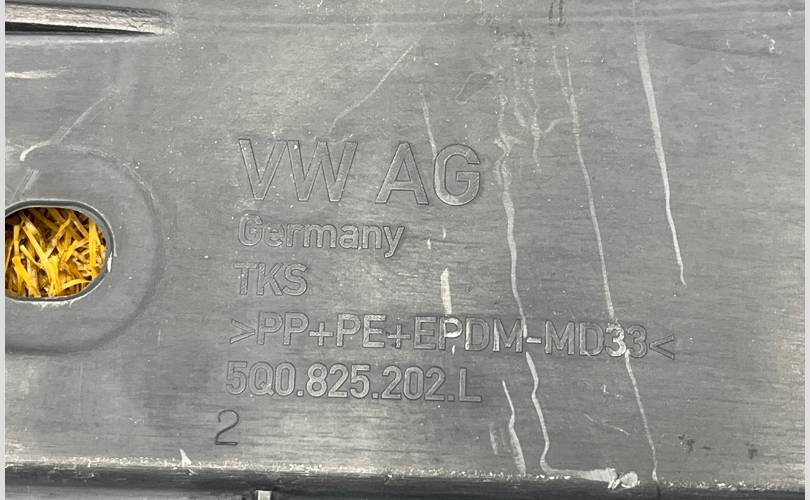 VW AG
Germany
TKS
>PP+PE+EPDM-MD33<
5Q0.825.202.L
2